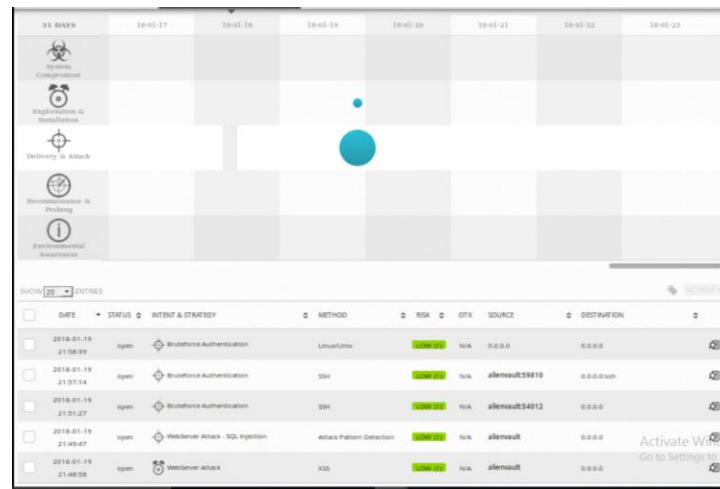 31 DAYS 18-01-17 18-01-18 18-01-19 18-01-20 18-01-21 18-01-22 18-01-23
System
Compromise
Exploitation &
Installation
Delivery & Attack
Reconnaissance &
Probing
Environmental
Awareness
SHOW 20 ENTRIES
DATE STATUS INTENT & STRATEGY METHOD RISK OTX SOURCE DESTINATION
2018-01-19
21:58:39
open Bruteforce Authentication Linux/Unix LOW (1) N/A 0.0.0.0 0.0.0.0
2018-01-19
21:57:14
open Bruteforce Authentication SSH LOW (1) N/A alienvault:59810 0.0.0.0:ssh
2018-01-19
21:51:27
open Bruteforce Authentication SSH LOW (1) N/A alienvault:54012 0.0.0.0
2018-01-19
21:49:47
open WebServer Attack - SQL Injection Attack Pattern Detection LOW (1) N/A alienvault 0.0.0.0
2018-01-19
21:48:58
open WebServer Attack XSS LOW (1) N/A alienvault 0.0.0.0
Activate Win
Go to Settings to